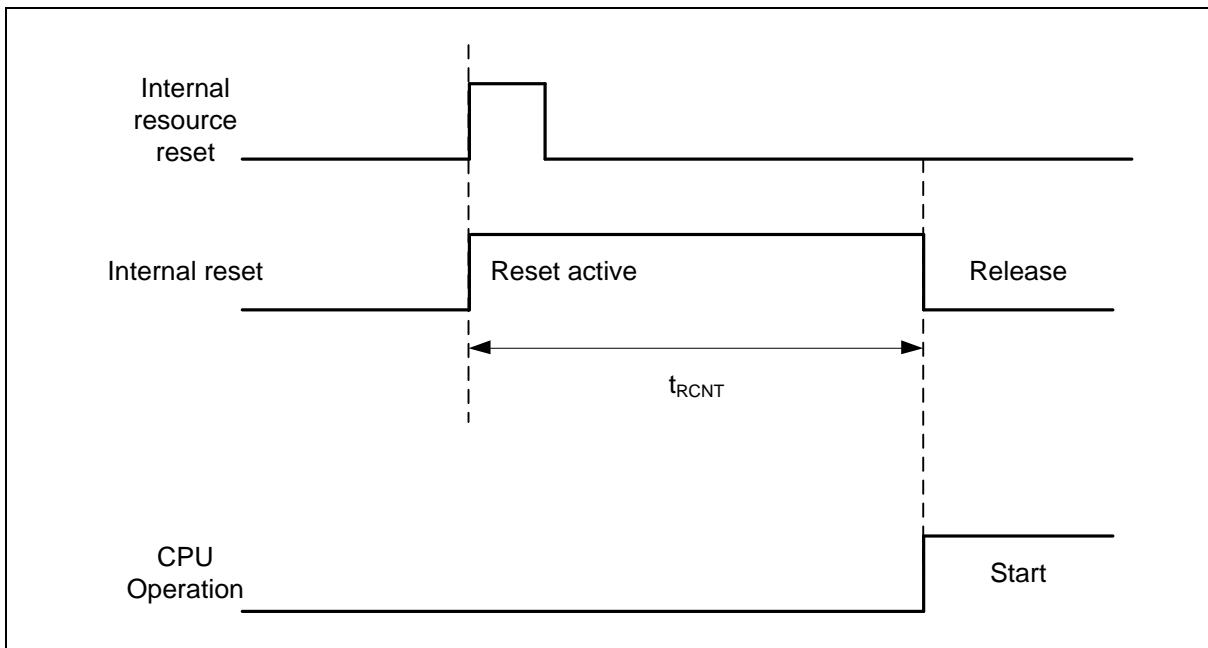 Internal
resource
reset
Internal reset
Reset active
Release
tRCNT
CPU
Operation
Start